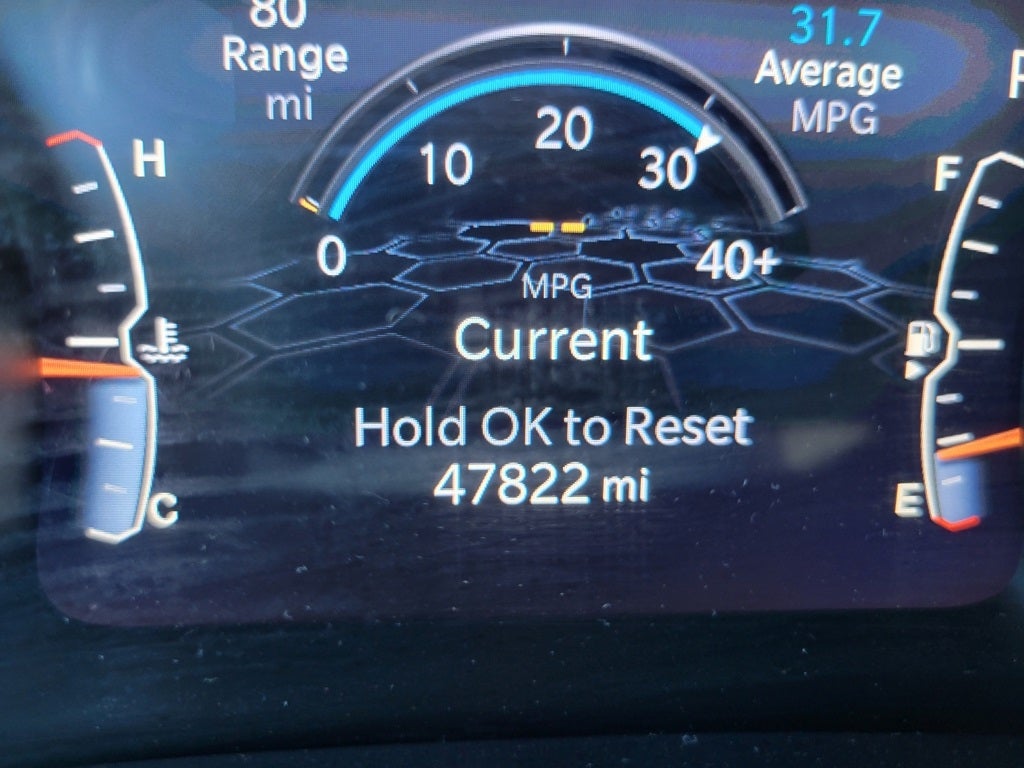 80
Range
mi
31.7
Average
MPG
H
C
0
10
20
30
40+
-- MPG
Current
Hold OK to Reset
47822 mi
F
E